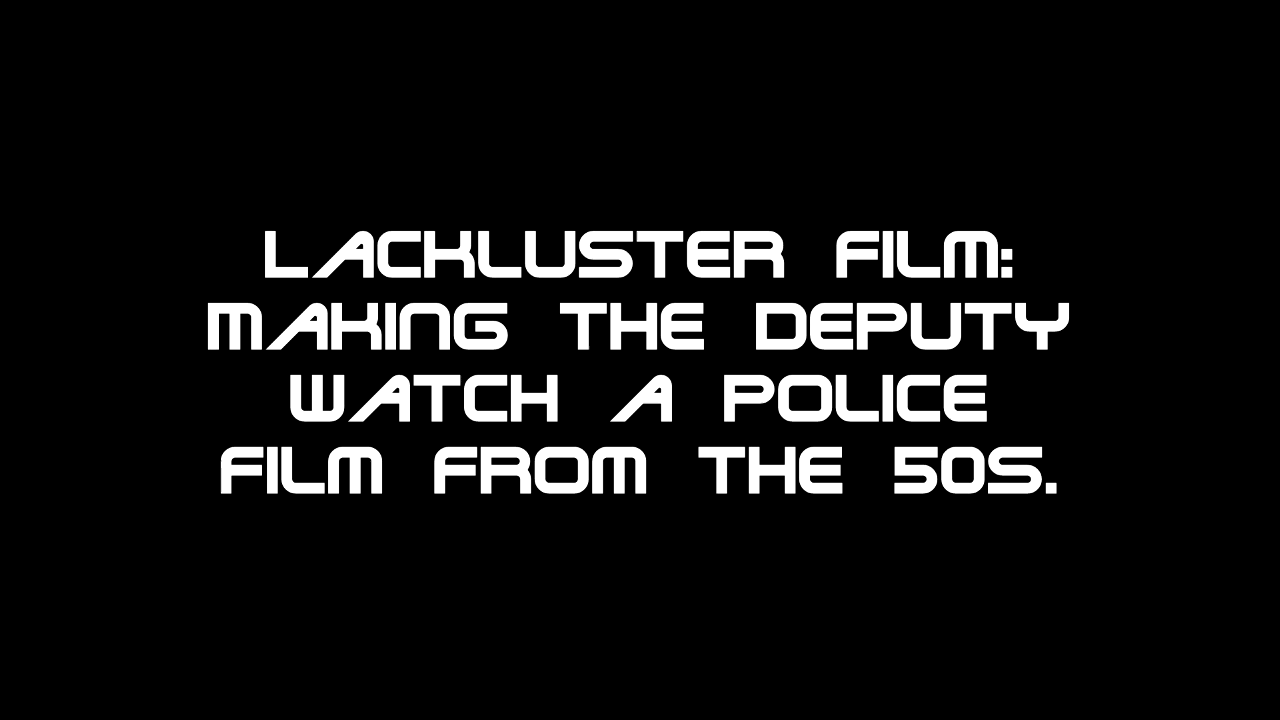 LACKLUSTER FILM:
MAKING THE DEPUTY
WATCH A POLICE
FILM FROM THE 50S.